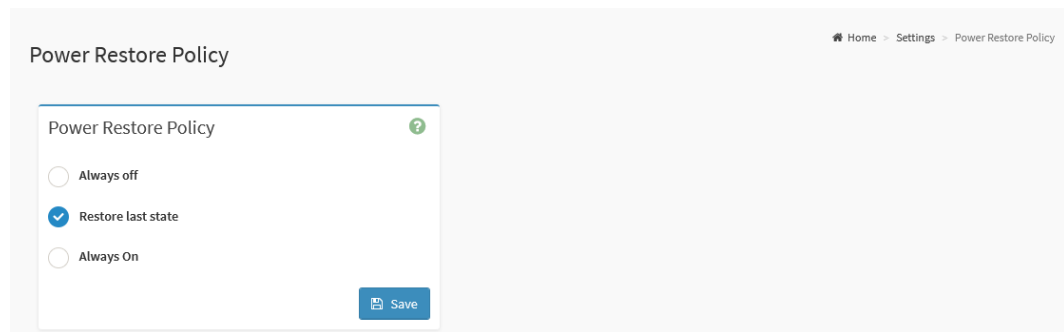 Home > Settings > Power Restore Policy
Power Restore Policy
Power Restore Policy ?
Always off
Restore last state
Always On
Save